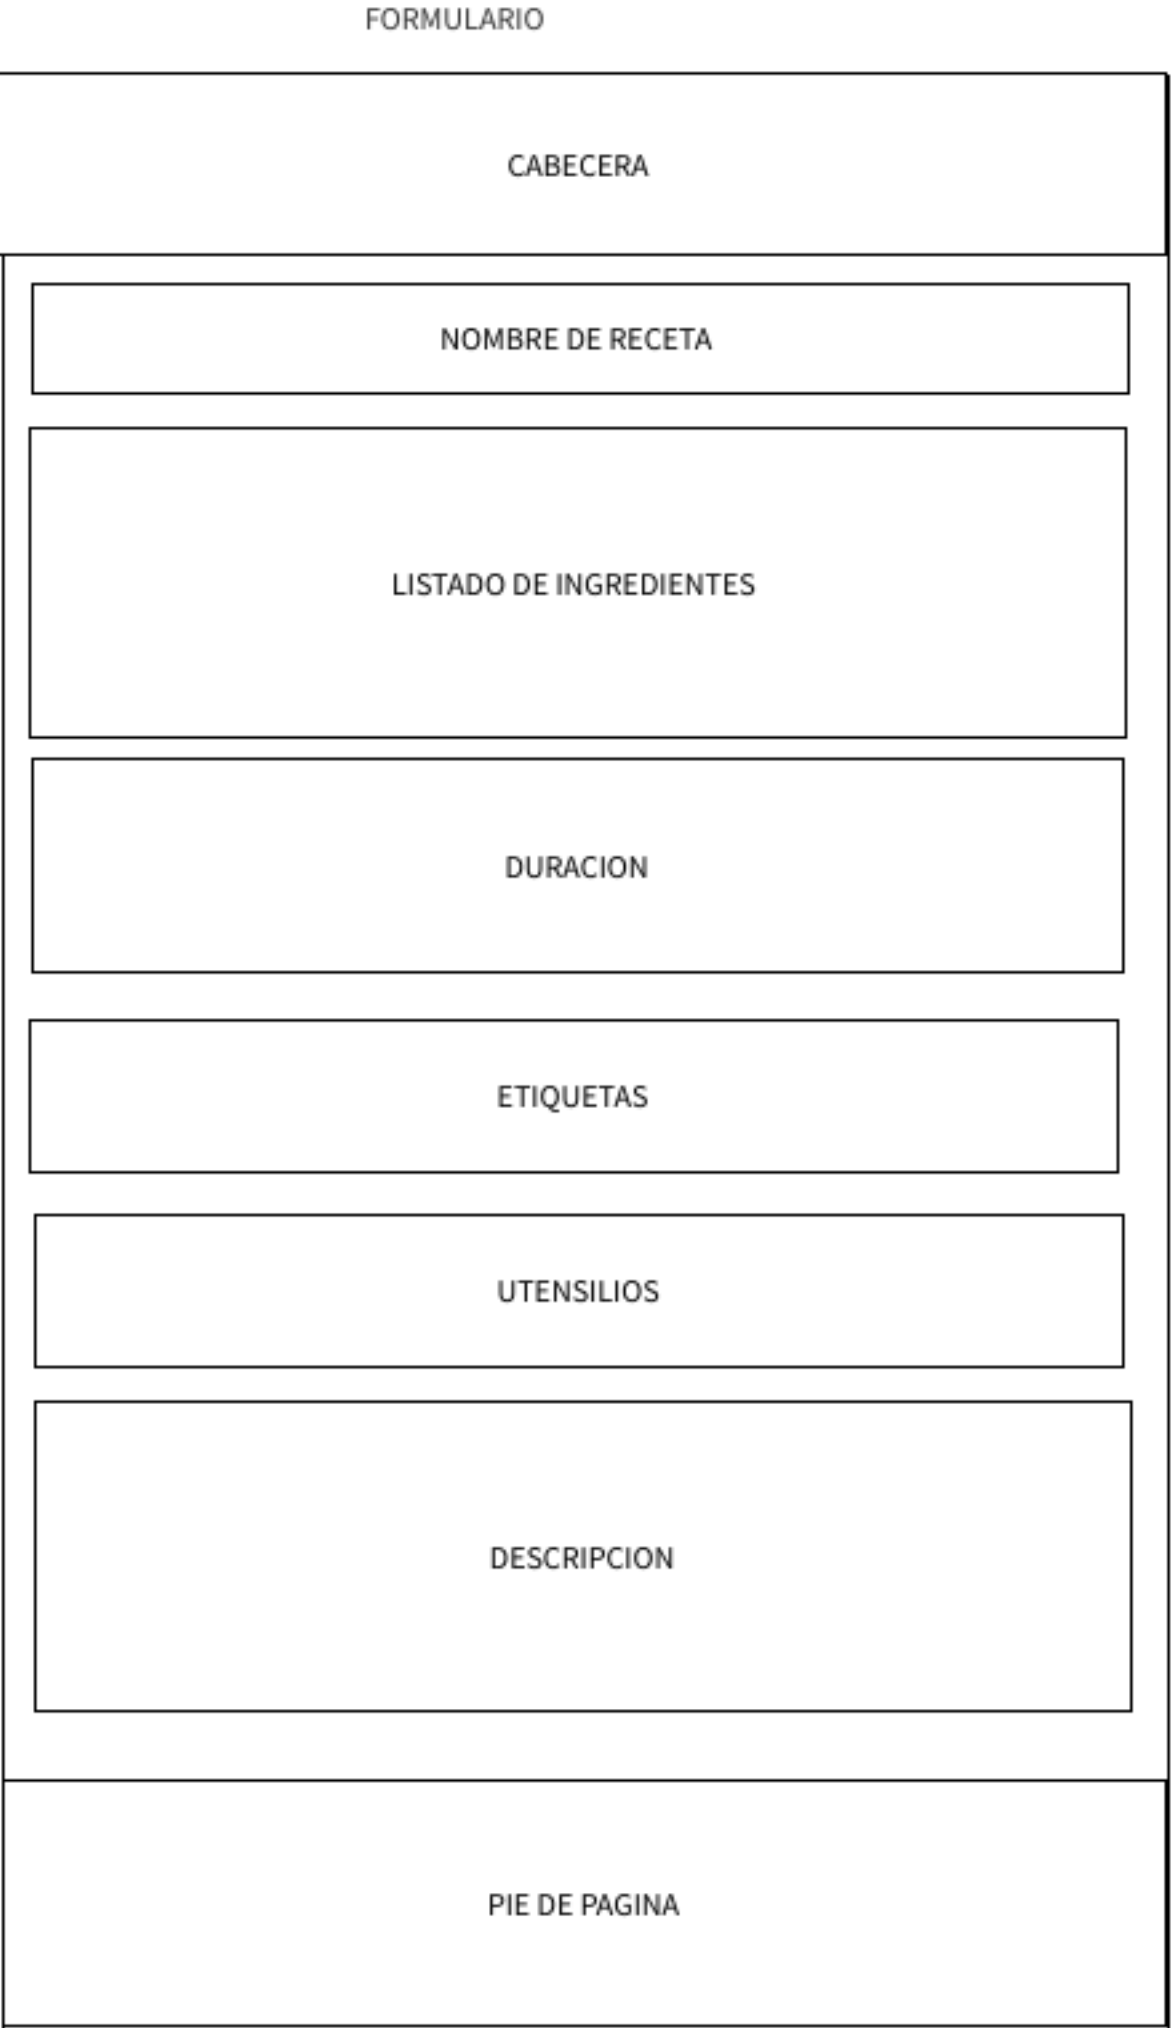 FORMULARIO
CABECERA
NOMBRE DE RECETA
LISTADO DE INGREDIENTES
DURACION
ETIQUETAS
UTENSILIOS
DESCRIPCION
PIE DE PAGINA